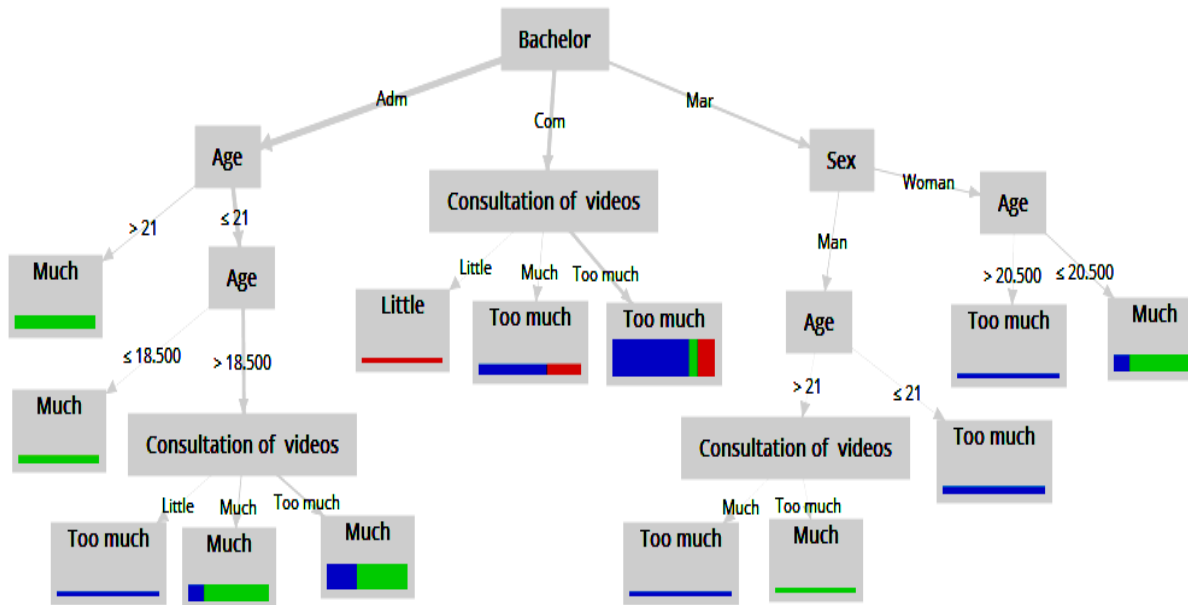 Bachelor
Adm
Com
Mar
Age
Sex
Woman
Consultation of videos
Age
> 21
≤ 21
Man
Much
Age
Little
Much
Too much
> 20.500
≤ 20.500
Little
Too much
Too much
Age
Too much
Much
≤ 18.500
> 18.500
> 21
≤ 21
Much
Consultation of videos
Consultation of videos
Too much
Little
Much
Too much
Much
Too much
Too much
Much
Much
Too much
Much